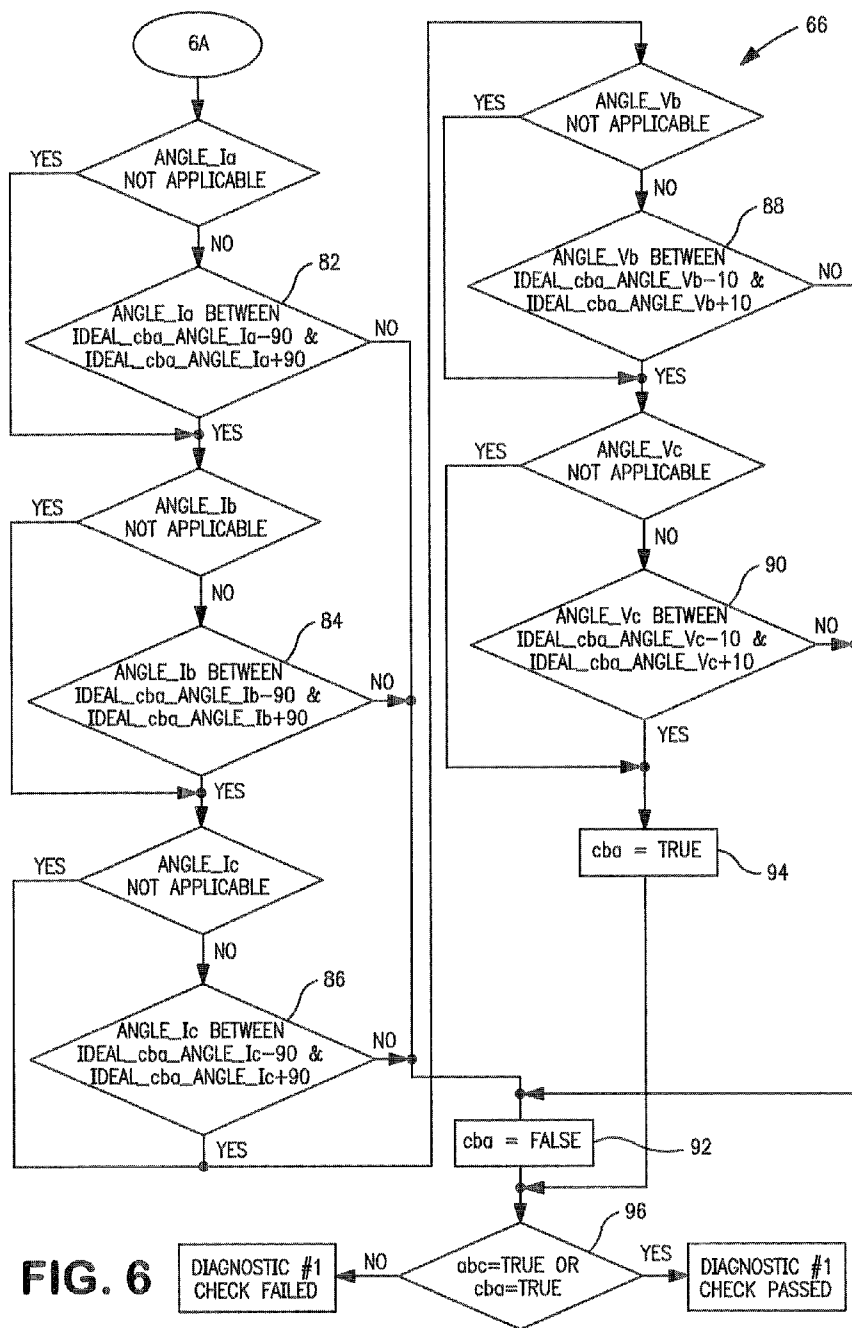 6A
ANGLE_Ia
NOT APPLICABLE
YES
NO
82
ANGLE_Ia BETWEEN
IDEAL_cba_ANGLE_Ia-90 &
IDEAL_cba_ANGLE_Ia+90
NO
YES
ANGLE_Ib
NOT APPLICABLE
YES
NO
84
ANGLE_Ib BETWEEN
IDEAL_cba_ANGLE_Ib-90 &
IDEAL_cba_ANGLE_Ib+90
NO
YES
ANGLE_Ic
NOT APPLICABLE
YES
NO
86
ANGLE_Ic BETWEEN
IDEAL_cba_ANGLE_Ic-90 &
IDEAL_cba_ANGLE_Ic+90
NO
YES
66
ANGLE_Vb
NOT APPLICABLE
YES
NO
88
ANGLE_Vb BETWEEN
IDEAL_cba_ANGLE_Vb-10 &
IDEAL_cba_ANGLE_Vb+10
NO
YES
ANGLE_Vc
NOT APPLICABLE
YES
NO
90
ANGLE_Vc BETWEEN
IDEAL_cba_ANGLE_Vc-10 &
IDEAL_cba_ANGLE_Vc+10
NO
YES
cba = TRUE
94
cba = FALSE
92
96
abc=TRUE OR
cba=TRUE
NO
YES
DIAGNOSTIC #1
CHECK FAILED
DIAGNOSTIC #1
CHECK PASSED
FIG. 6